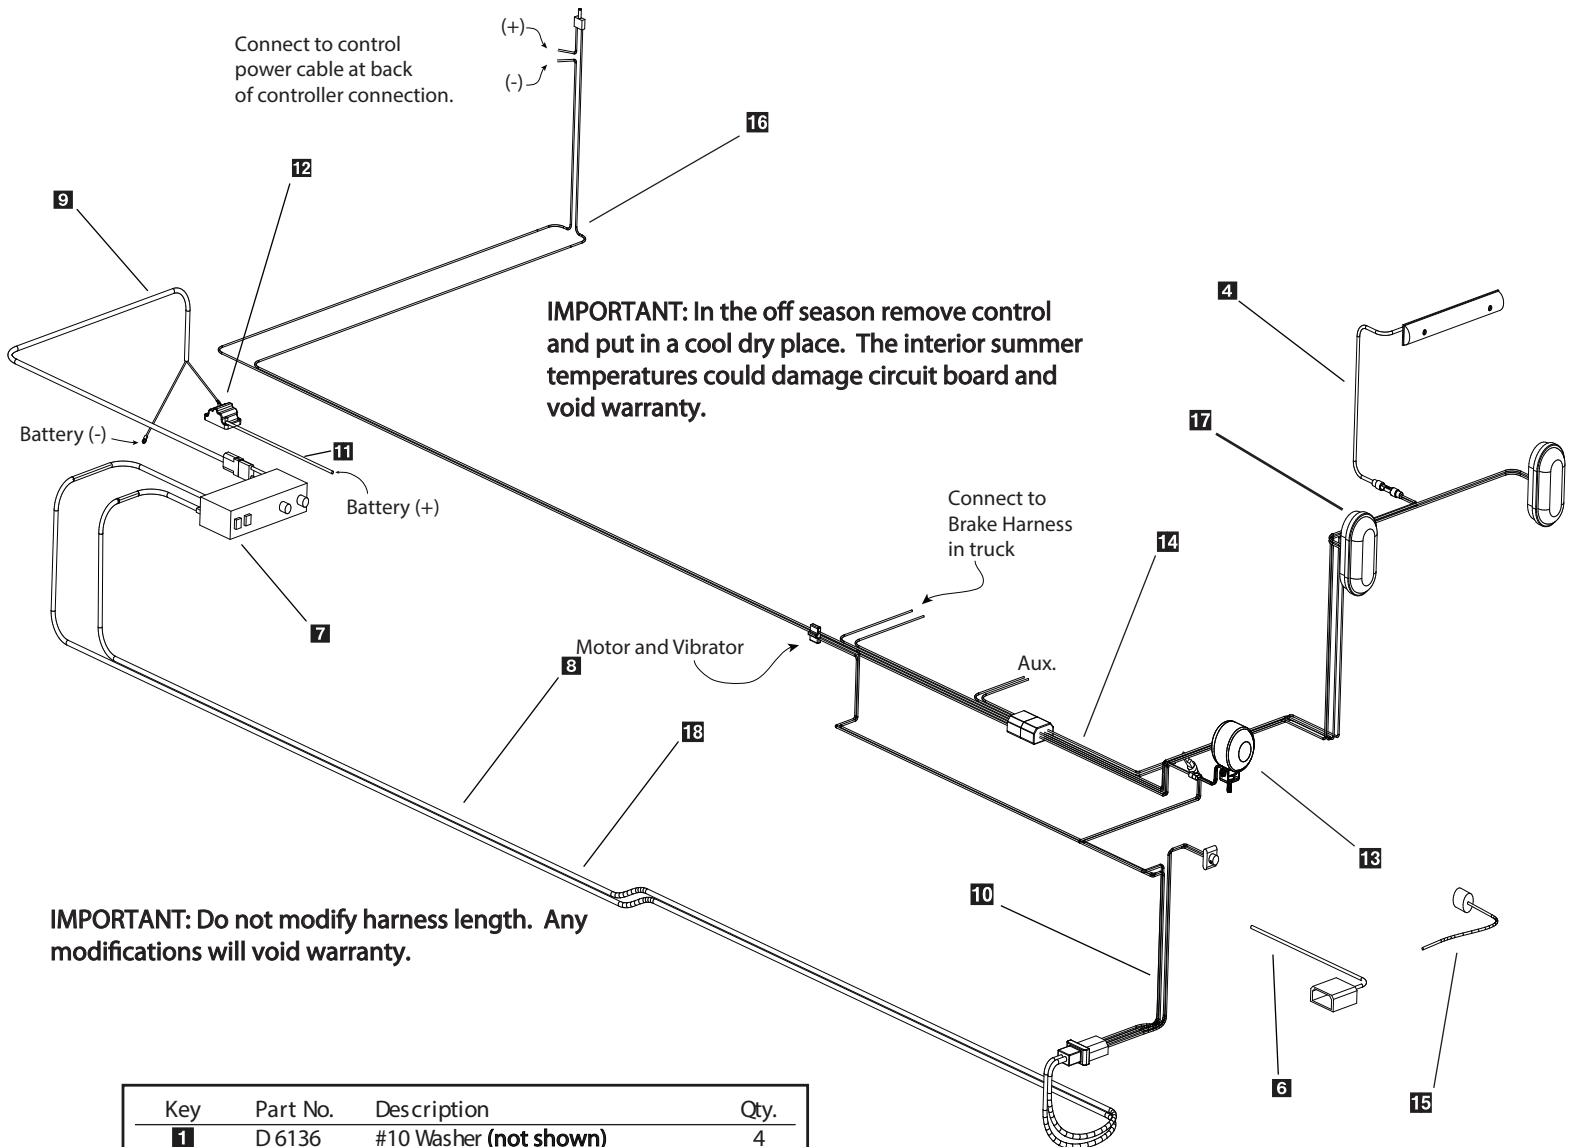 (+)
Connect to control
power cable at back
of controller connection.
(-)
16
12
9
IMPORTANT: In the off season remove control
and put in a cool dry place. The interior summer
temperatures could damage circuit board and
void warranty.
4
17
Battery (-)
11
Battery (+)
Connect to
Brake Harness
in truck
14
7
Motor and Vibrator
8
Aux.
18
13
10
IMPORTANT: Do not modify harness length. Any
modifications will void warranty.
6
15
Key Part No. Description Qty.
1 D 6136 #10 Washer (not shown) 4